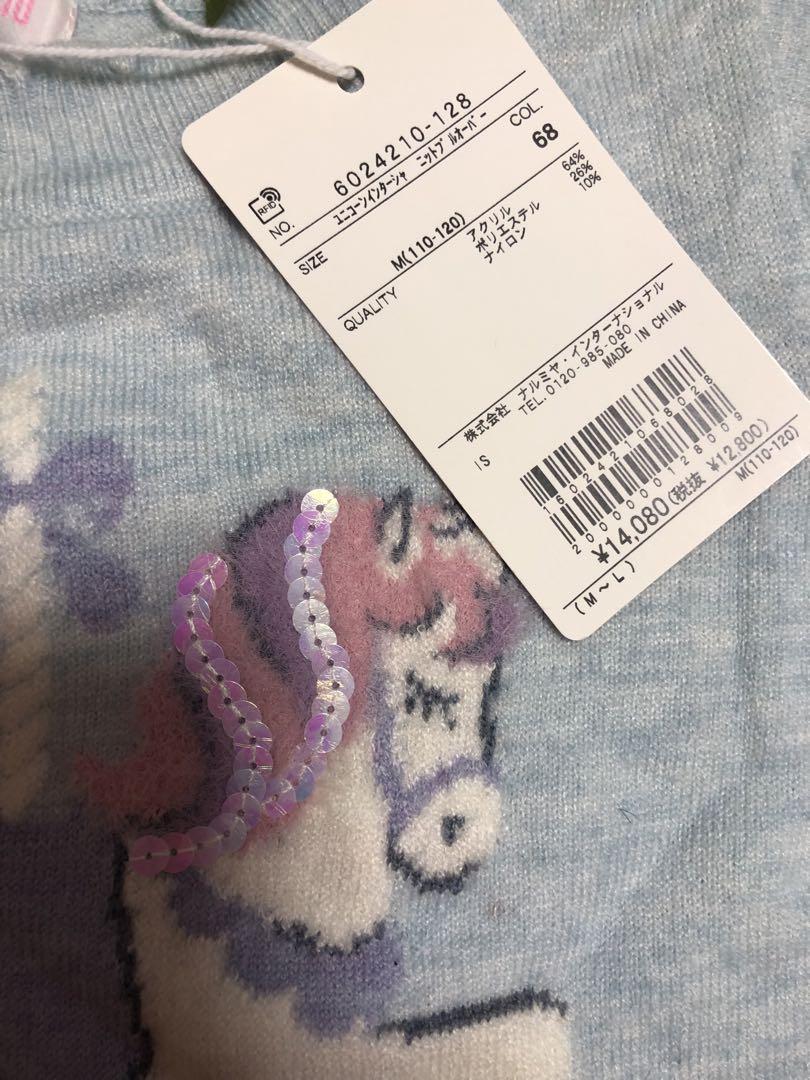 RFID
NO. 6024210-128 COL.
ユニコーンインターシャ ニットプルオーバー 68
SIZE M(110-120)
QUALITY アクリル 64%
ポリエステル 26%
ナイロン 10%
株式会社 ナルミヤ・インターナショナル
TEL.0120-985-080
MADE IN CHINA
IS
1602421068028
2000000128009
¥14,080(税抜 ¥12,800)
M(110-120)
(M~L)